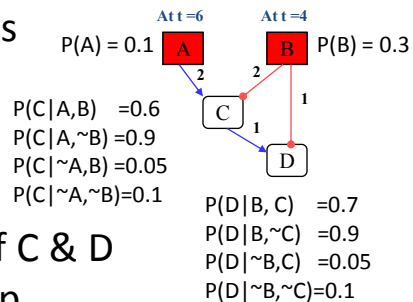 At t =6
At t =4
s
P(A) = 0.1
A
B
P(B) = 0.3
2
2
1
C
1
D
P(C|A,B) =0.6
P(C|A,~B) =0.9
P(C|~A,B) =0.05
P(C|~A,~B)=0.1
P(D|B, C) =0.7
P(D|B,~C) =0.9
P(D|~B,C) =0.05
P(D|~B,~C)=0.1
f C & D